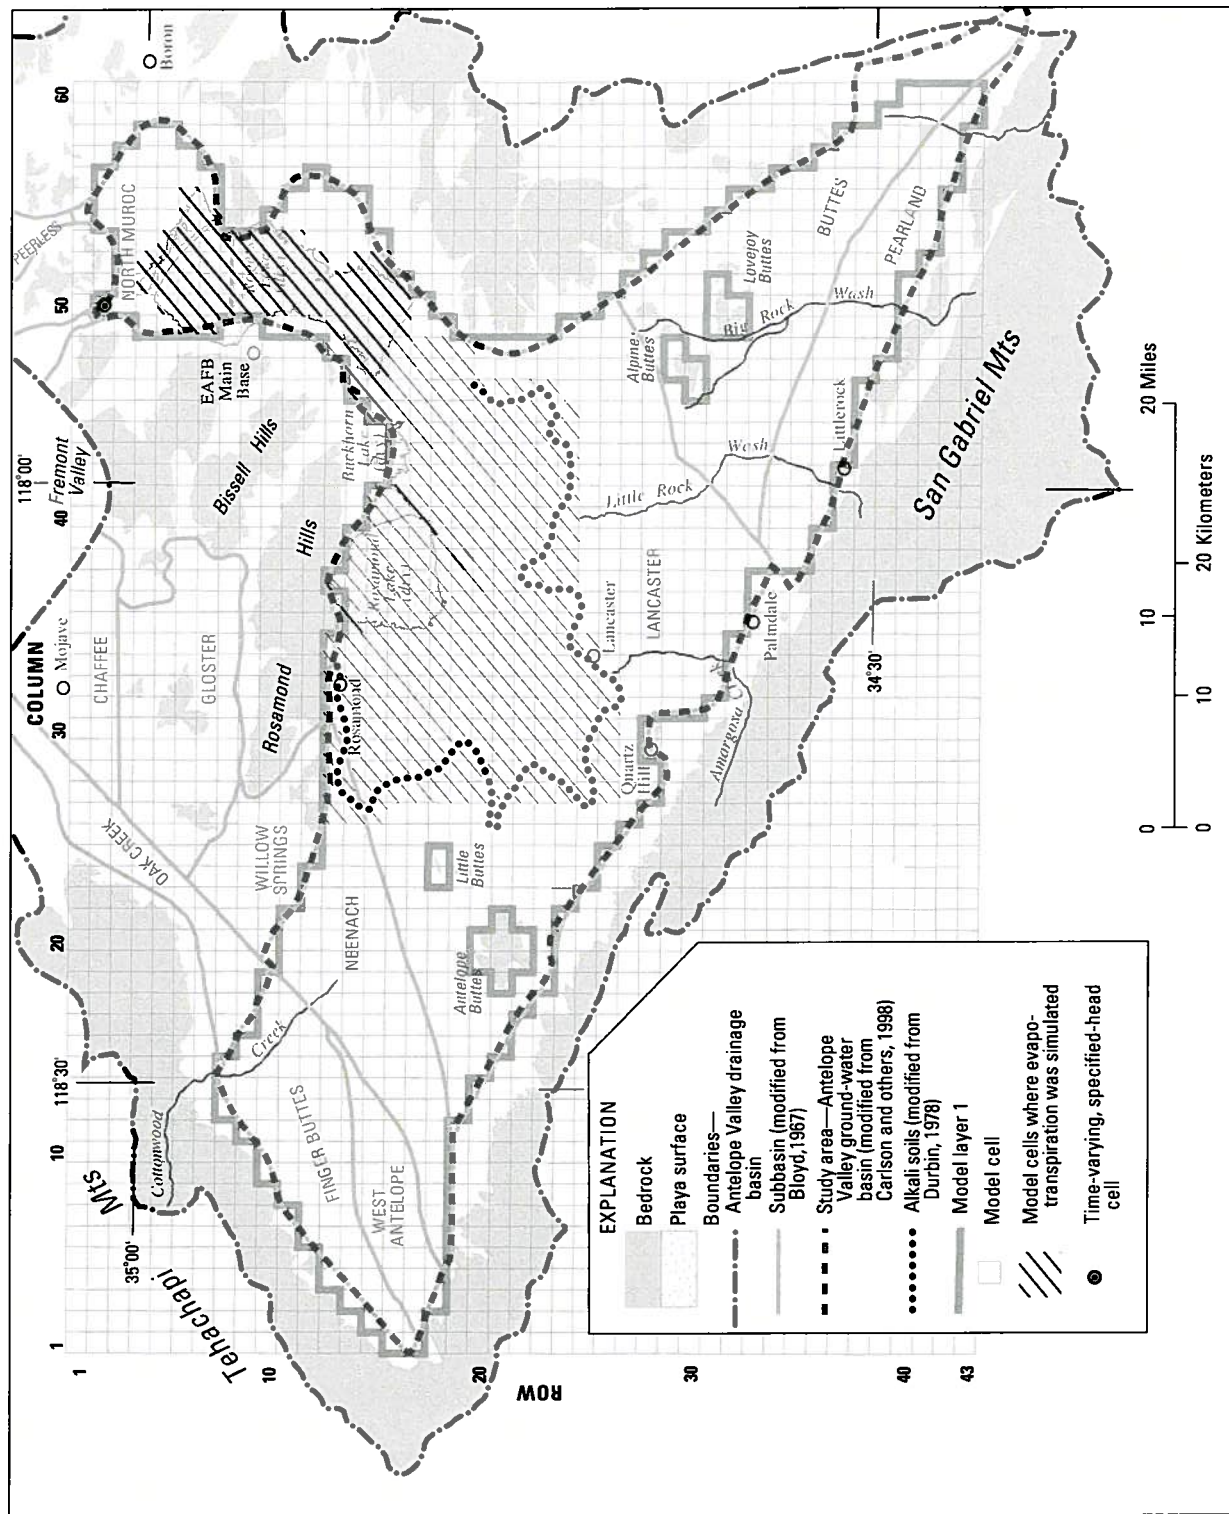 COLUMN
1
10
20
30
40
50
60
118°30'
118°00'
35°00'
34°30'
ROW
1
10
20
30
40
43
Tehachapi
Mts
Cottonwood
Creek
FINGER BUTTES
WEST
ANTELOPE
NEENACH
OAK CREEK
WILLOW
SPRINGS
Antelope
Buttes
Little
Buttes
Mojave
CHAFFEE
GLOSTER
Rosamond
Hills
Bissell Hills
Fremont
Valley
Rosamond
Rosamond
Lake
(dry)
Buckhorn
Lake
(dry)
EAFB
Main
Base
PEERLESS
NORTH MUROC
Boron
Quartz
Hill
Lancaster
LANCASTER
Amargosa
Palmdale
Little Rock
Wash
Littlerock
Alpine
Buttes
Big Rock
Wash
Lovejoy
Buttes
BUTTES
PEARLAND
San Gabriel Mts
0
10
20 Miles
0
10
20 Kilometers
EXPLANATION
Bedrock
Playa surface
Boundaries—
Antelope Valley drainage
basin
Subbasin (modified from
Bloyd,1967)
Study area—Antelope
Valley ground-water
basin (modified from
Carlson and others, 1998)
Alkali soils (modified from
Durbin, 1978)
Model layer 1
Model cell
Model cells where evapo-
transpiration was simulated
Time-varying, specified-head
cell